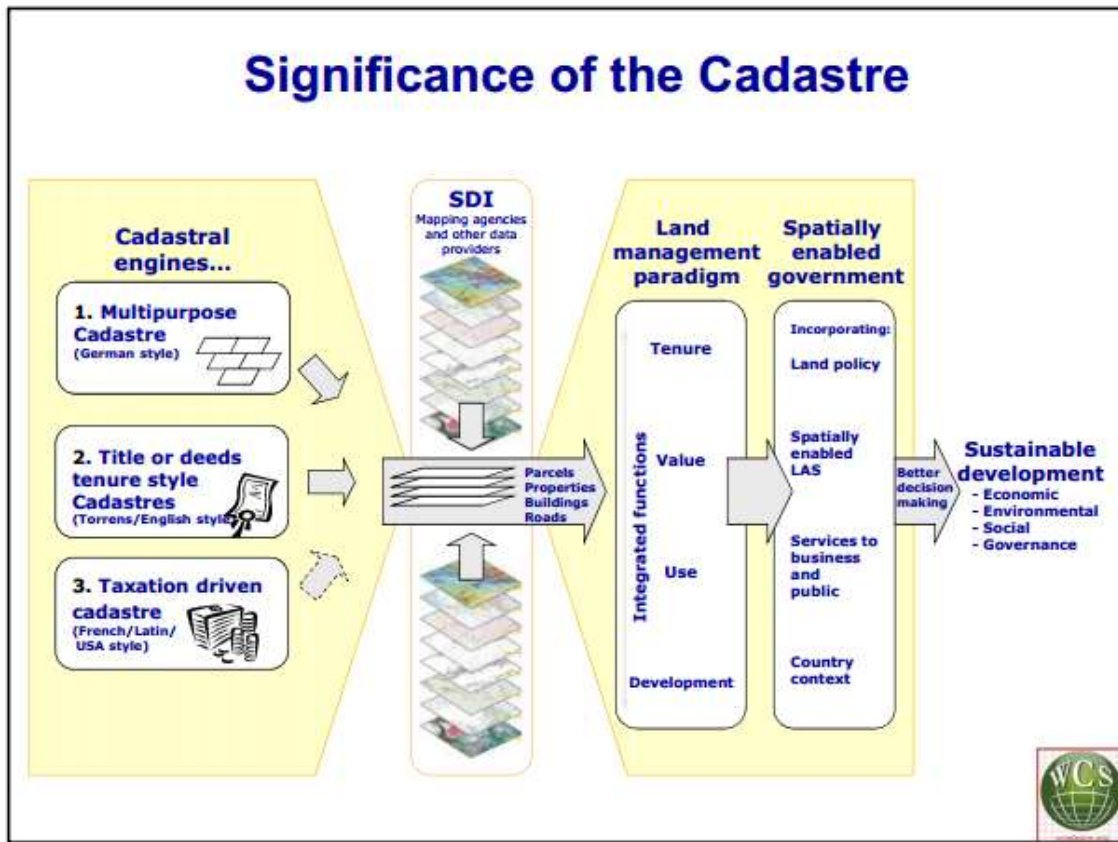 Significance of the Cadastre
Cadastral
engines...
1. Multipurpose
Cadastre
(German style)
2. Title or deeds
tenure style
Cadastres
(Torrens/English style
3. Taxation driven
cadastre
(French/Latin/
USA style)
SDI
Mapping agencies
and other data
providers
Parcels
Properties
Buildings
Roads
Land
management
paradigm
Integrated functions
Tenure
Value
Use
Development
Spatially
enabled
government
Incorporating:
Land policy
Spatially
enabled
LAS
Services to
business
and
public
Country
context
Better
decision
making
Sustainable
development
- Economic
- Environmental
- Social
- Governance
WCS